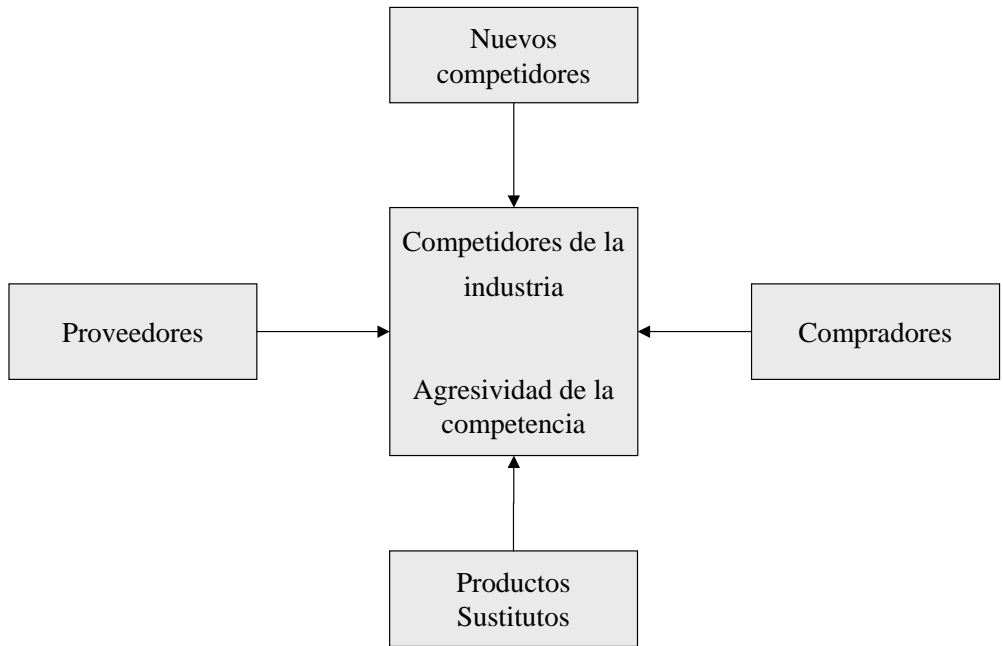 Nuevos
competidores
Competidores de la
industria
Proveedores
Compradores
Agresividad de la
competencia
Productos
Sustitutos